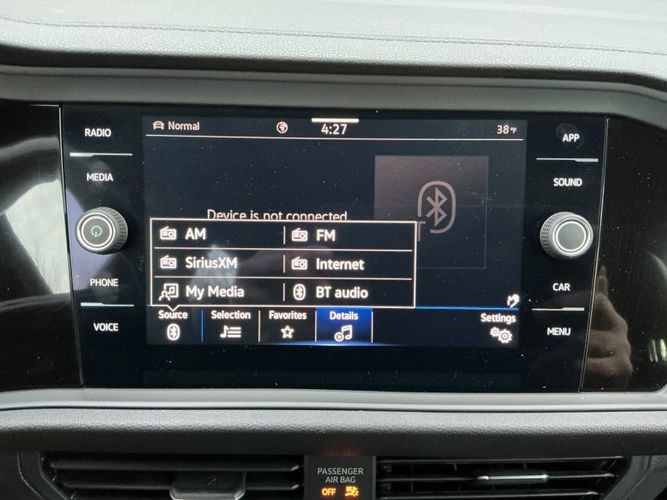 RADIO
MEDIA
PHONE
VOICE
Normal
4:27
38°F
Device is not connected
AM
FM
SiriusXM
Internet
My Media
BT audio
Source
Selection
Favorites
Details
Settings
APP
SOUND
CAR
MENU
PASSENGER
AIR BAG
OFF